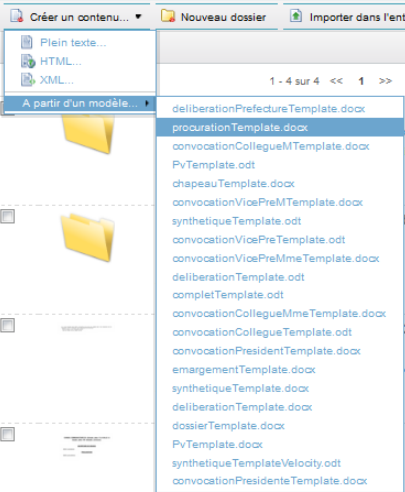 Créer un contenu... Nouveau dossier Importer dans l'ent
Plein texte...
HTML...
XML...
1 - 4 sur 4 << 1 >>
A partir d'un modèle...
deliberationPrefectureTemplate.docx
procurationTemplate.docx
convocationCollegueMTemplate.docx
PvTemplate.odt
chapeauTemplate.docx
convocationVicePreMTemplate.docx
synthetiqueTemplate.odt
convocationVicePreTemplate.odt
convocationVicePreMmeTemplate.docx
deliberationTemplate.odt
completTemplate.odt
convocationCollegueMmeTemplate.docx
convocationCollegueTemplate.odt
convocationPresidentTemplate.docx
emargementTemplate.docx
synthetiqueTemplate.docx
deliberationTemplate.docx
dossierTemplate.docx
PvTemplate.docx
synthetiqueTemplateVelocity.odt
convocationPresidenteTemplate.docx